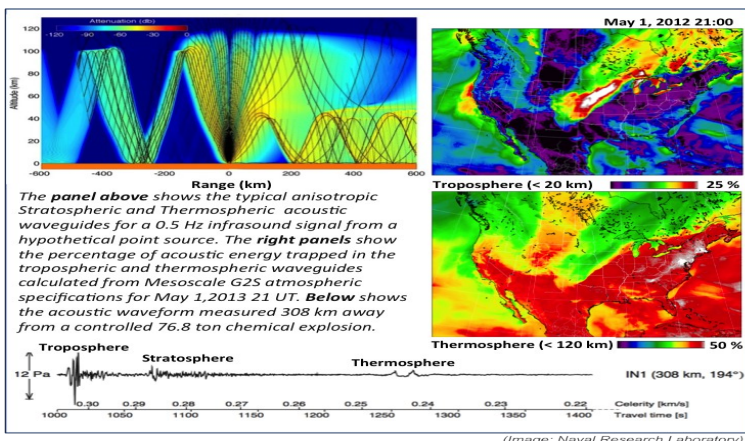 Attenuation (db)
-120 -90 -60 -30 0
120
100
80
60
40
20
0
Altitude (km)
-600 -400 -200 0 200 400 600
Range (km)
May 1, 2012 21:00
Troposphere (< 20 km) 25 %
Thermosphere (< 120 km) 50 %
The panel above shows the typical anisotropic
Stratospheric and Thermospheric acoustic
waveguides for a 0.5 Hz infrasound signal from a
hypothetical point source. The right panels show
the percentage of acoustic energy trapped in the
tropospheric and thermospheric waveguides
calculated from Mesoscale G2S atmospheric
specifications for May 1,2013 21 UT. Below shows
the acoustic waveform measured 308 km away
from a controlled 76.8 ton chemical explosion.
Troposphere
Stratosphere
Thermosphere
12 Pa
IN1 (308 km, 194°)
0.30 0.29 0.28 0.27 0.26 0.25 0.24 0.23 0.22 Celerity [km/s]
1000 1050 1100 1150 1200 1250 1300 1350 1400 Travel time [s]
(Image: Naval Research Laboratory)